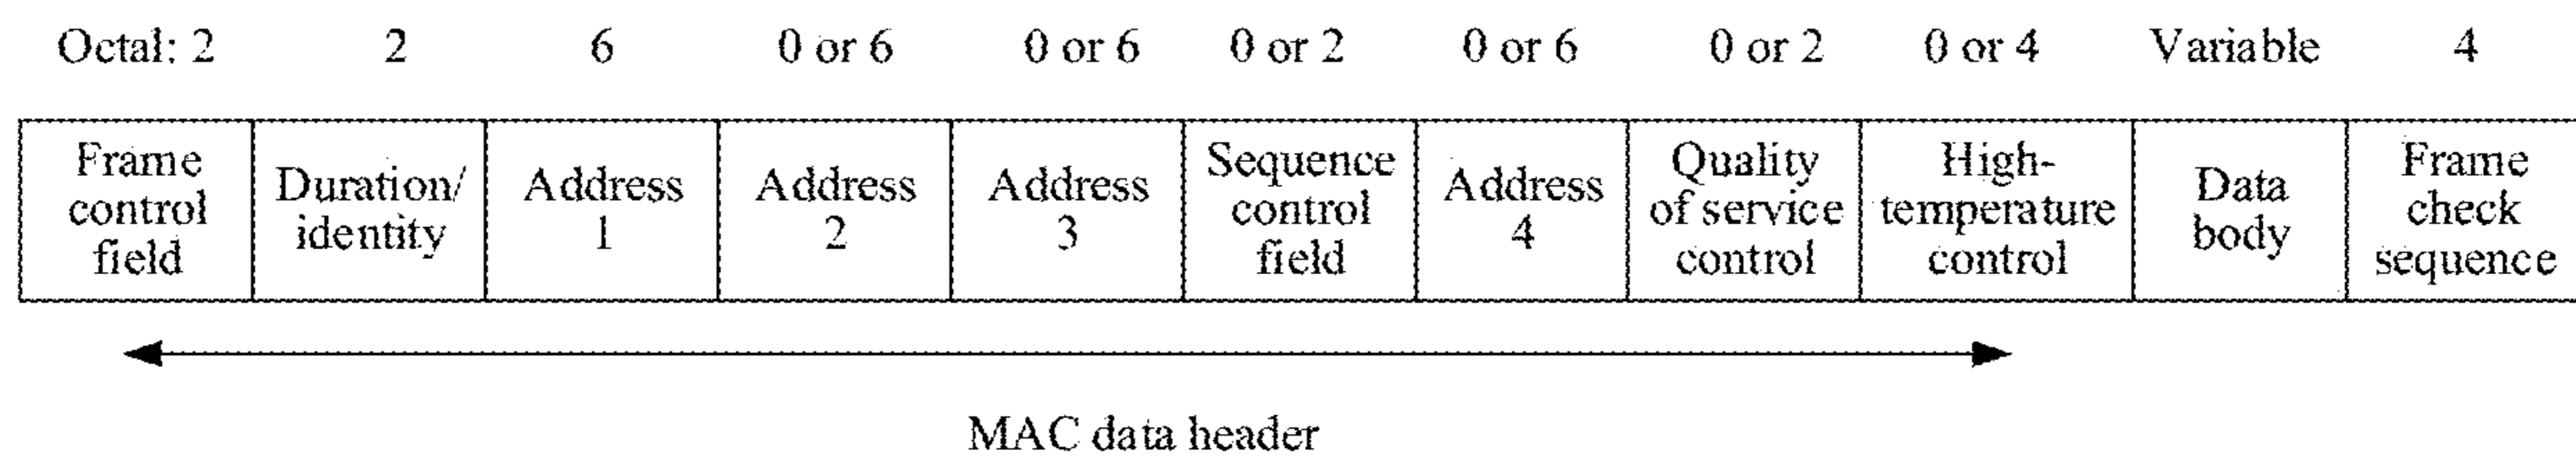 Octal: 2 2 6 0 or 6 0 or 6 0 or 2 0 or 6 0 or 2 0 or 4 Variable 4
Frame
control
field
Duration/
identity
Address
1
Address
2
Address
3
Sequence
control
field
Address
4
Quality
of service
control
High-
temperature
control
Data
body
Frame
check
sequence
MAC data header